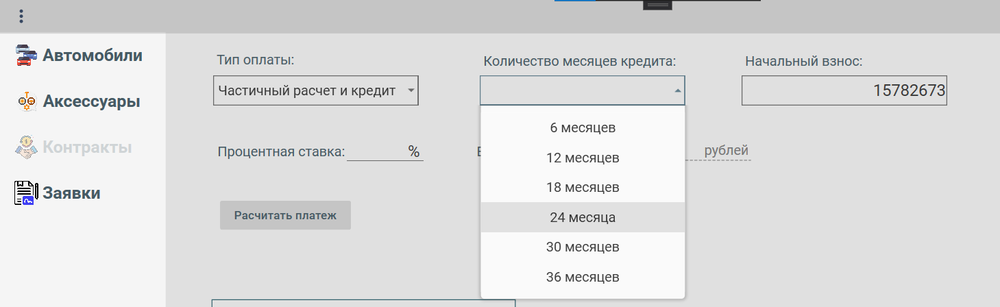 Автомобили
Аксессуары
Контракты
Заявки
Тип оплаты:
Частичный расчет и кредит
Количество месяцев кредита:
6 месяцев
12 месяцев
18 месяцев
24 месяца
30 месяцев
36 месяцев
Начальный взнос:
15782673
Процентная ставка: %
рублей
Расчитать платеж